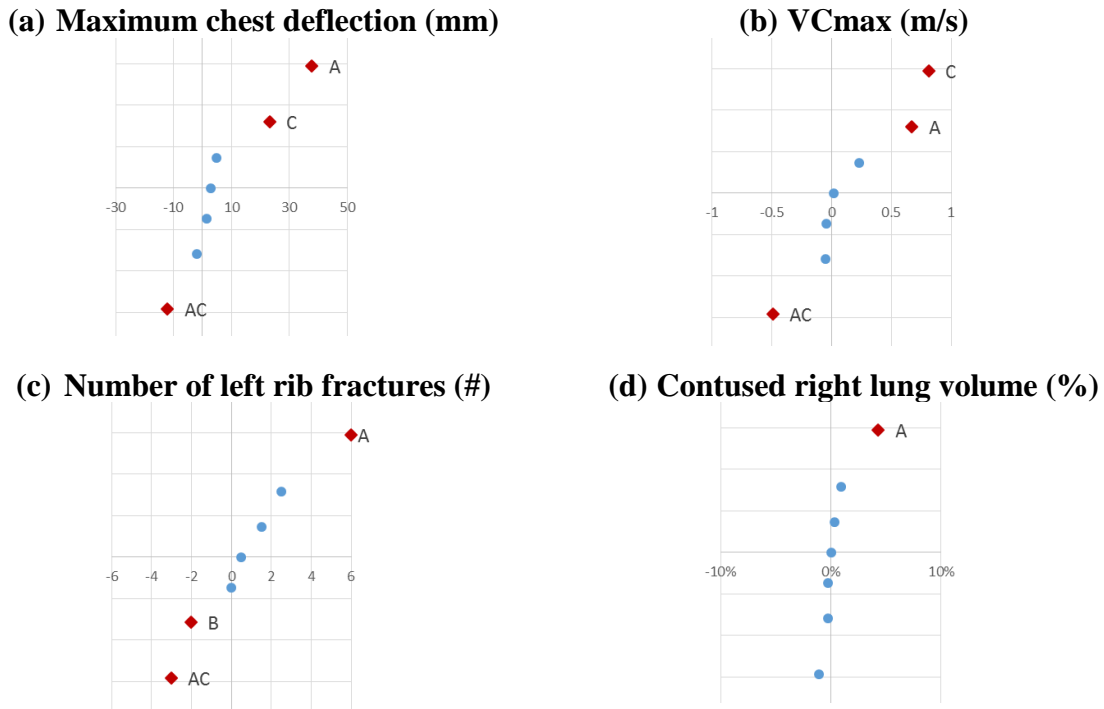 (a) Maximum chest deflection (mm)
A
C
-30 -10 10 30 50
AC
(b) VCmax (m/s)
C
A
-1 -0.5 0 0.5 1
AC
(c) Number of left rib fractures (#)
A
-6 -4 -2 0 2 4 6
B
AC
(d) Contused right lung volume (%)
A
-10% 0% 10%